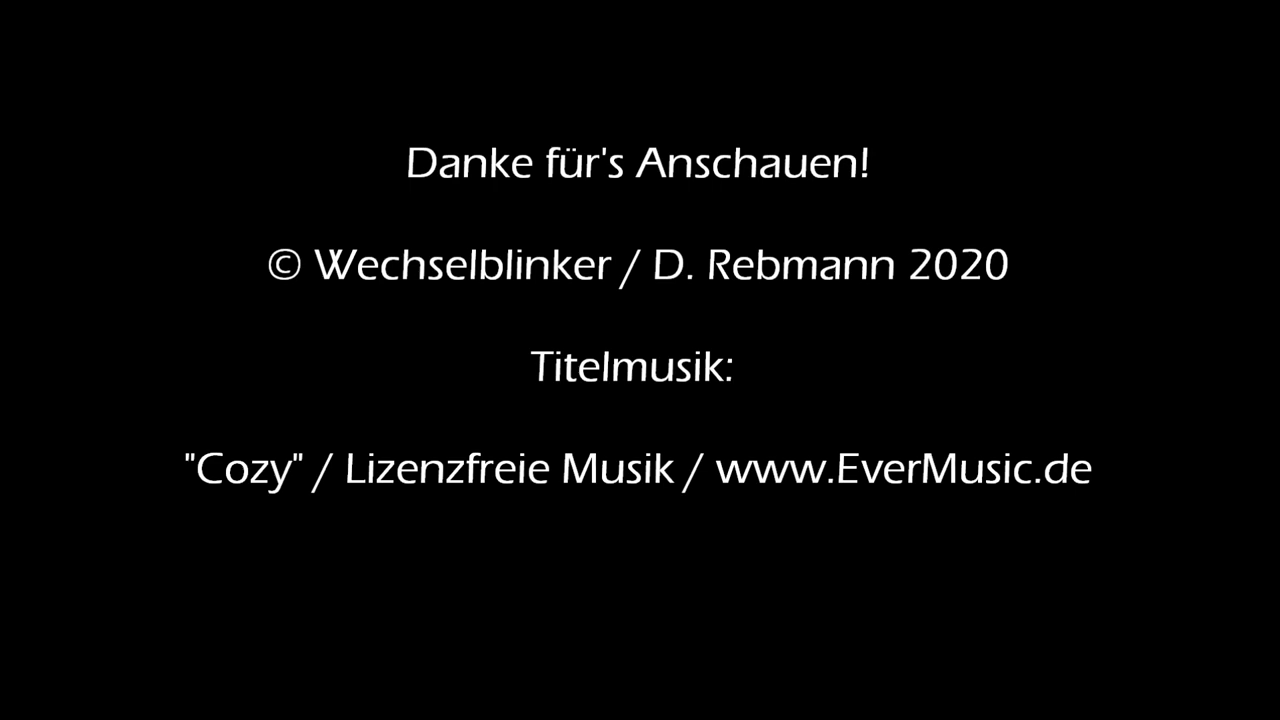 Danke für's Anschauen!
© Wechselblinker / D. Rebmann 2020
Titelmusik:
"Cozy" / Lizenzfreie Musik / www.EverMusic.de